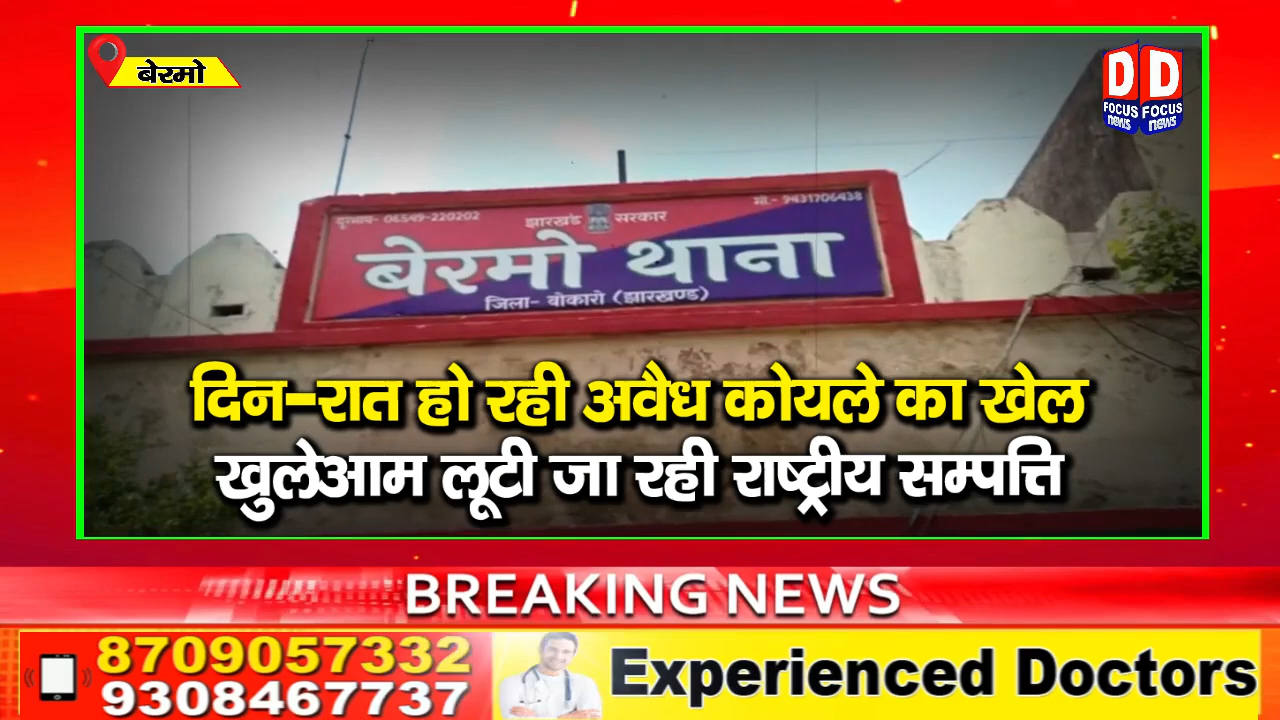 बेरमो
D D
FOCUS FOCUS
news news
दूरभाष- 06549-220202
झारखंड सरकार
मो.- 9431706438
बेरमो थाना
जिला- बोकारो (झारखण्ड)
दिन-रात हो रही अवैध कोयले का खेल
खुलेआम लूटी जा रही राष्ट्रीय सम्पत्ति
BREAKING NEWS
8709057332
9308467737
Experienced Doctors